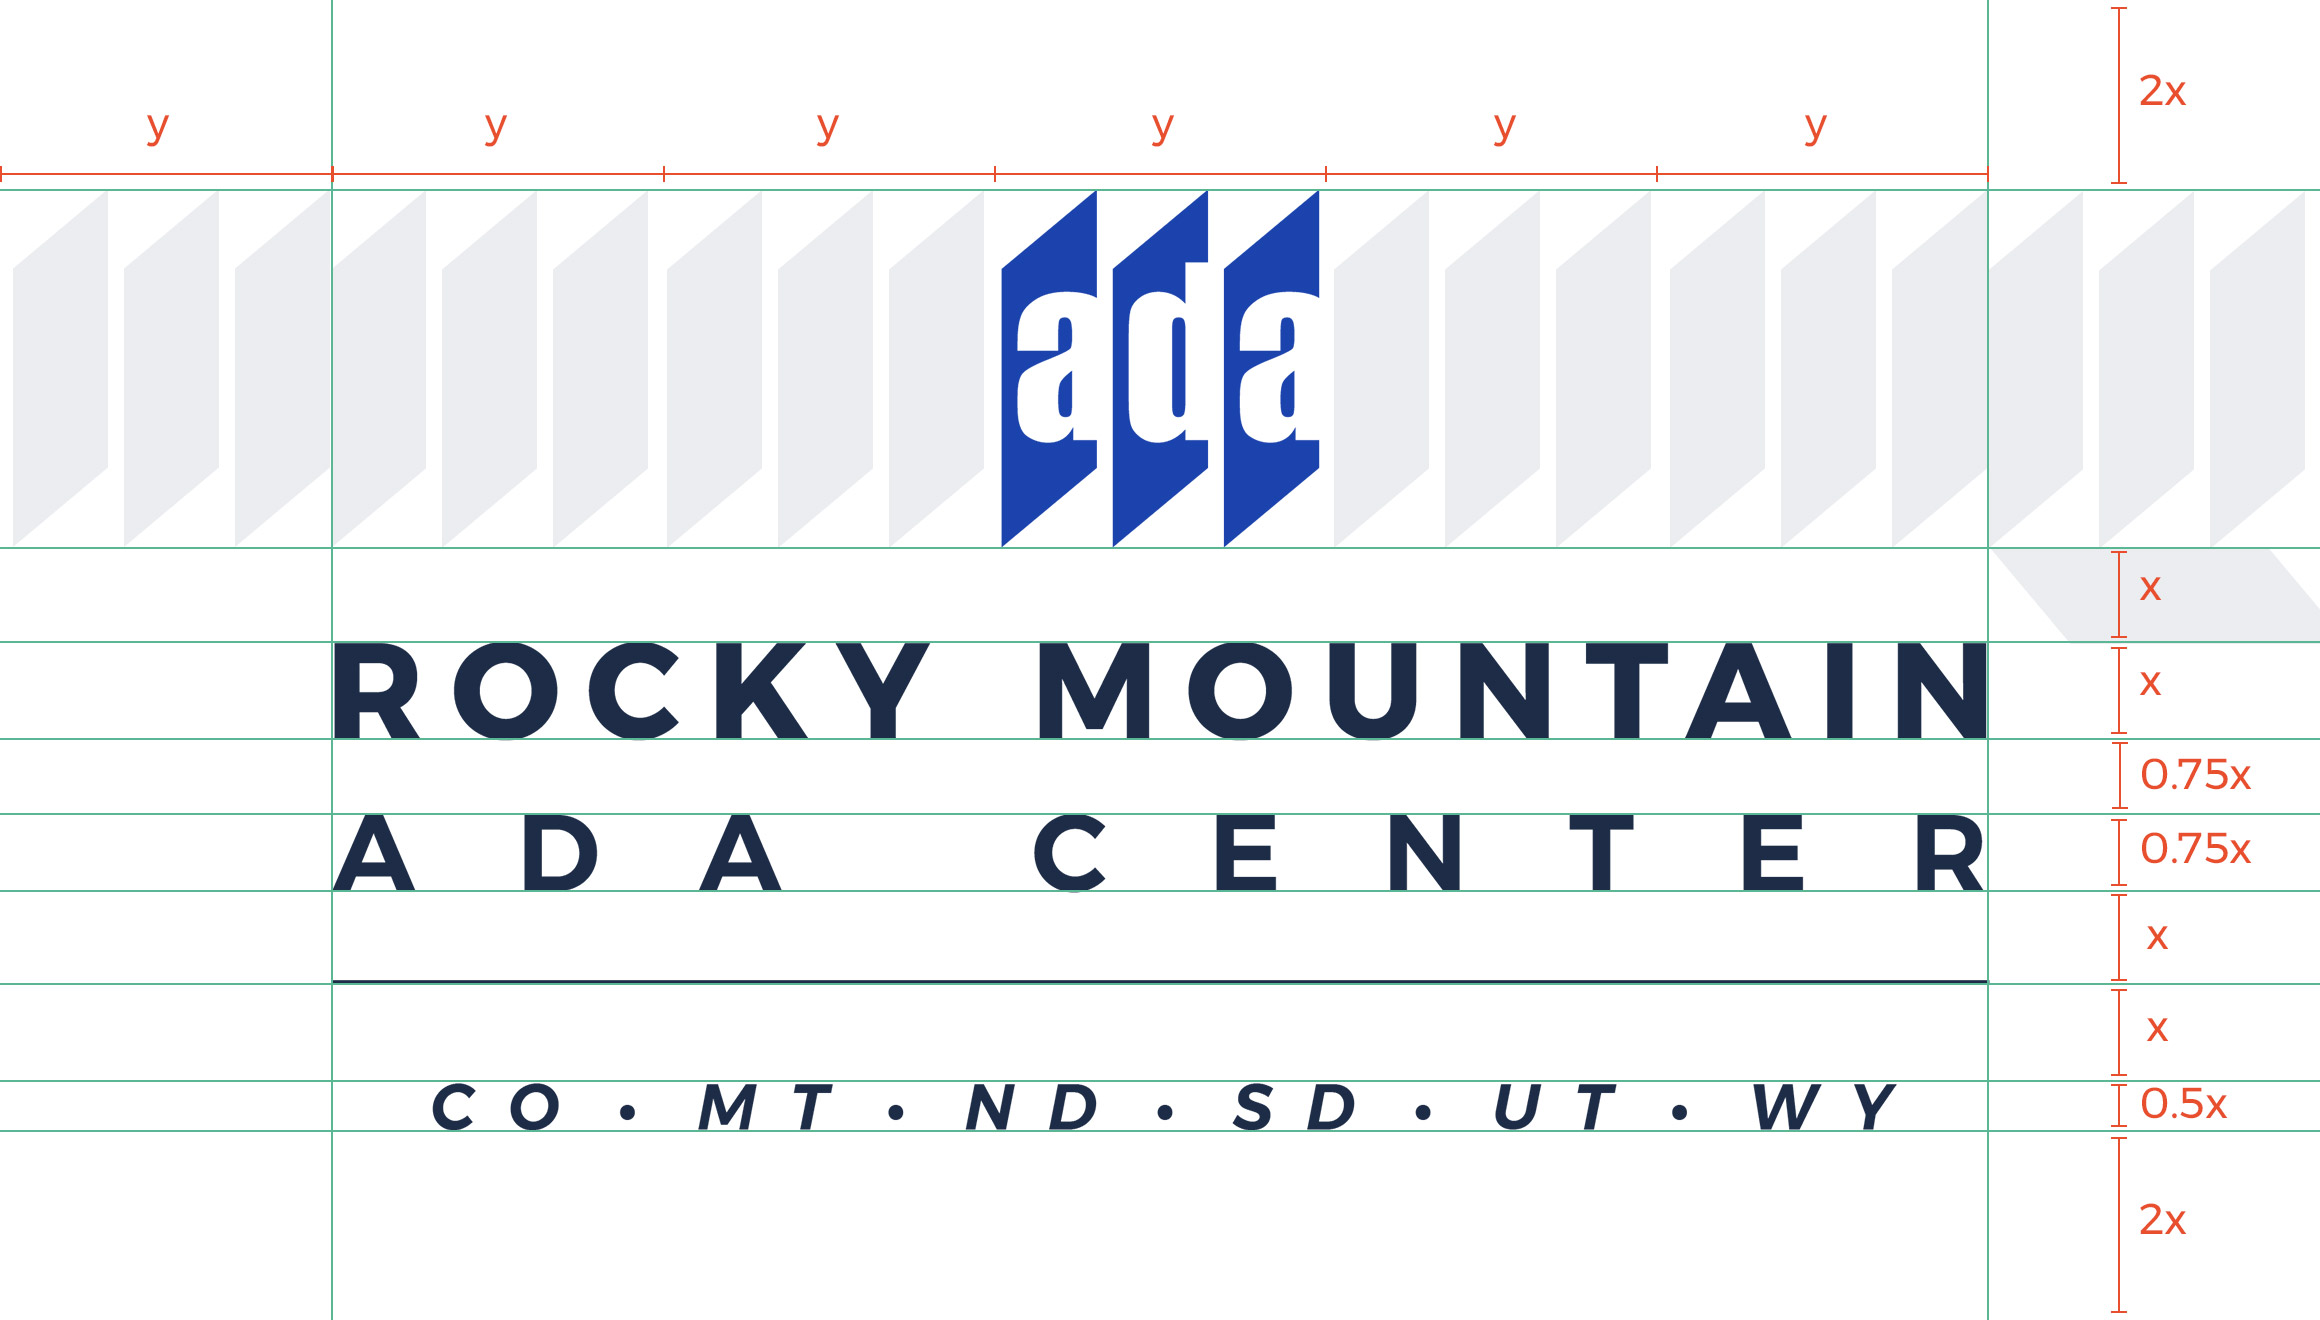 2x
y y y y y y
ada
x
ROCKY MOUNTAIN x
0.75x
ADA CENTER 0.75x
x
x
CO • MT • ND • SD • UT • WY 0.5x
2x